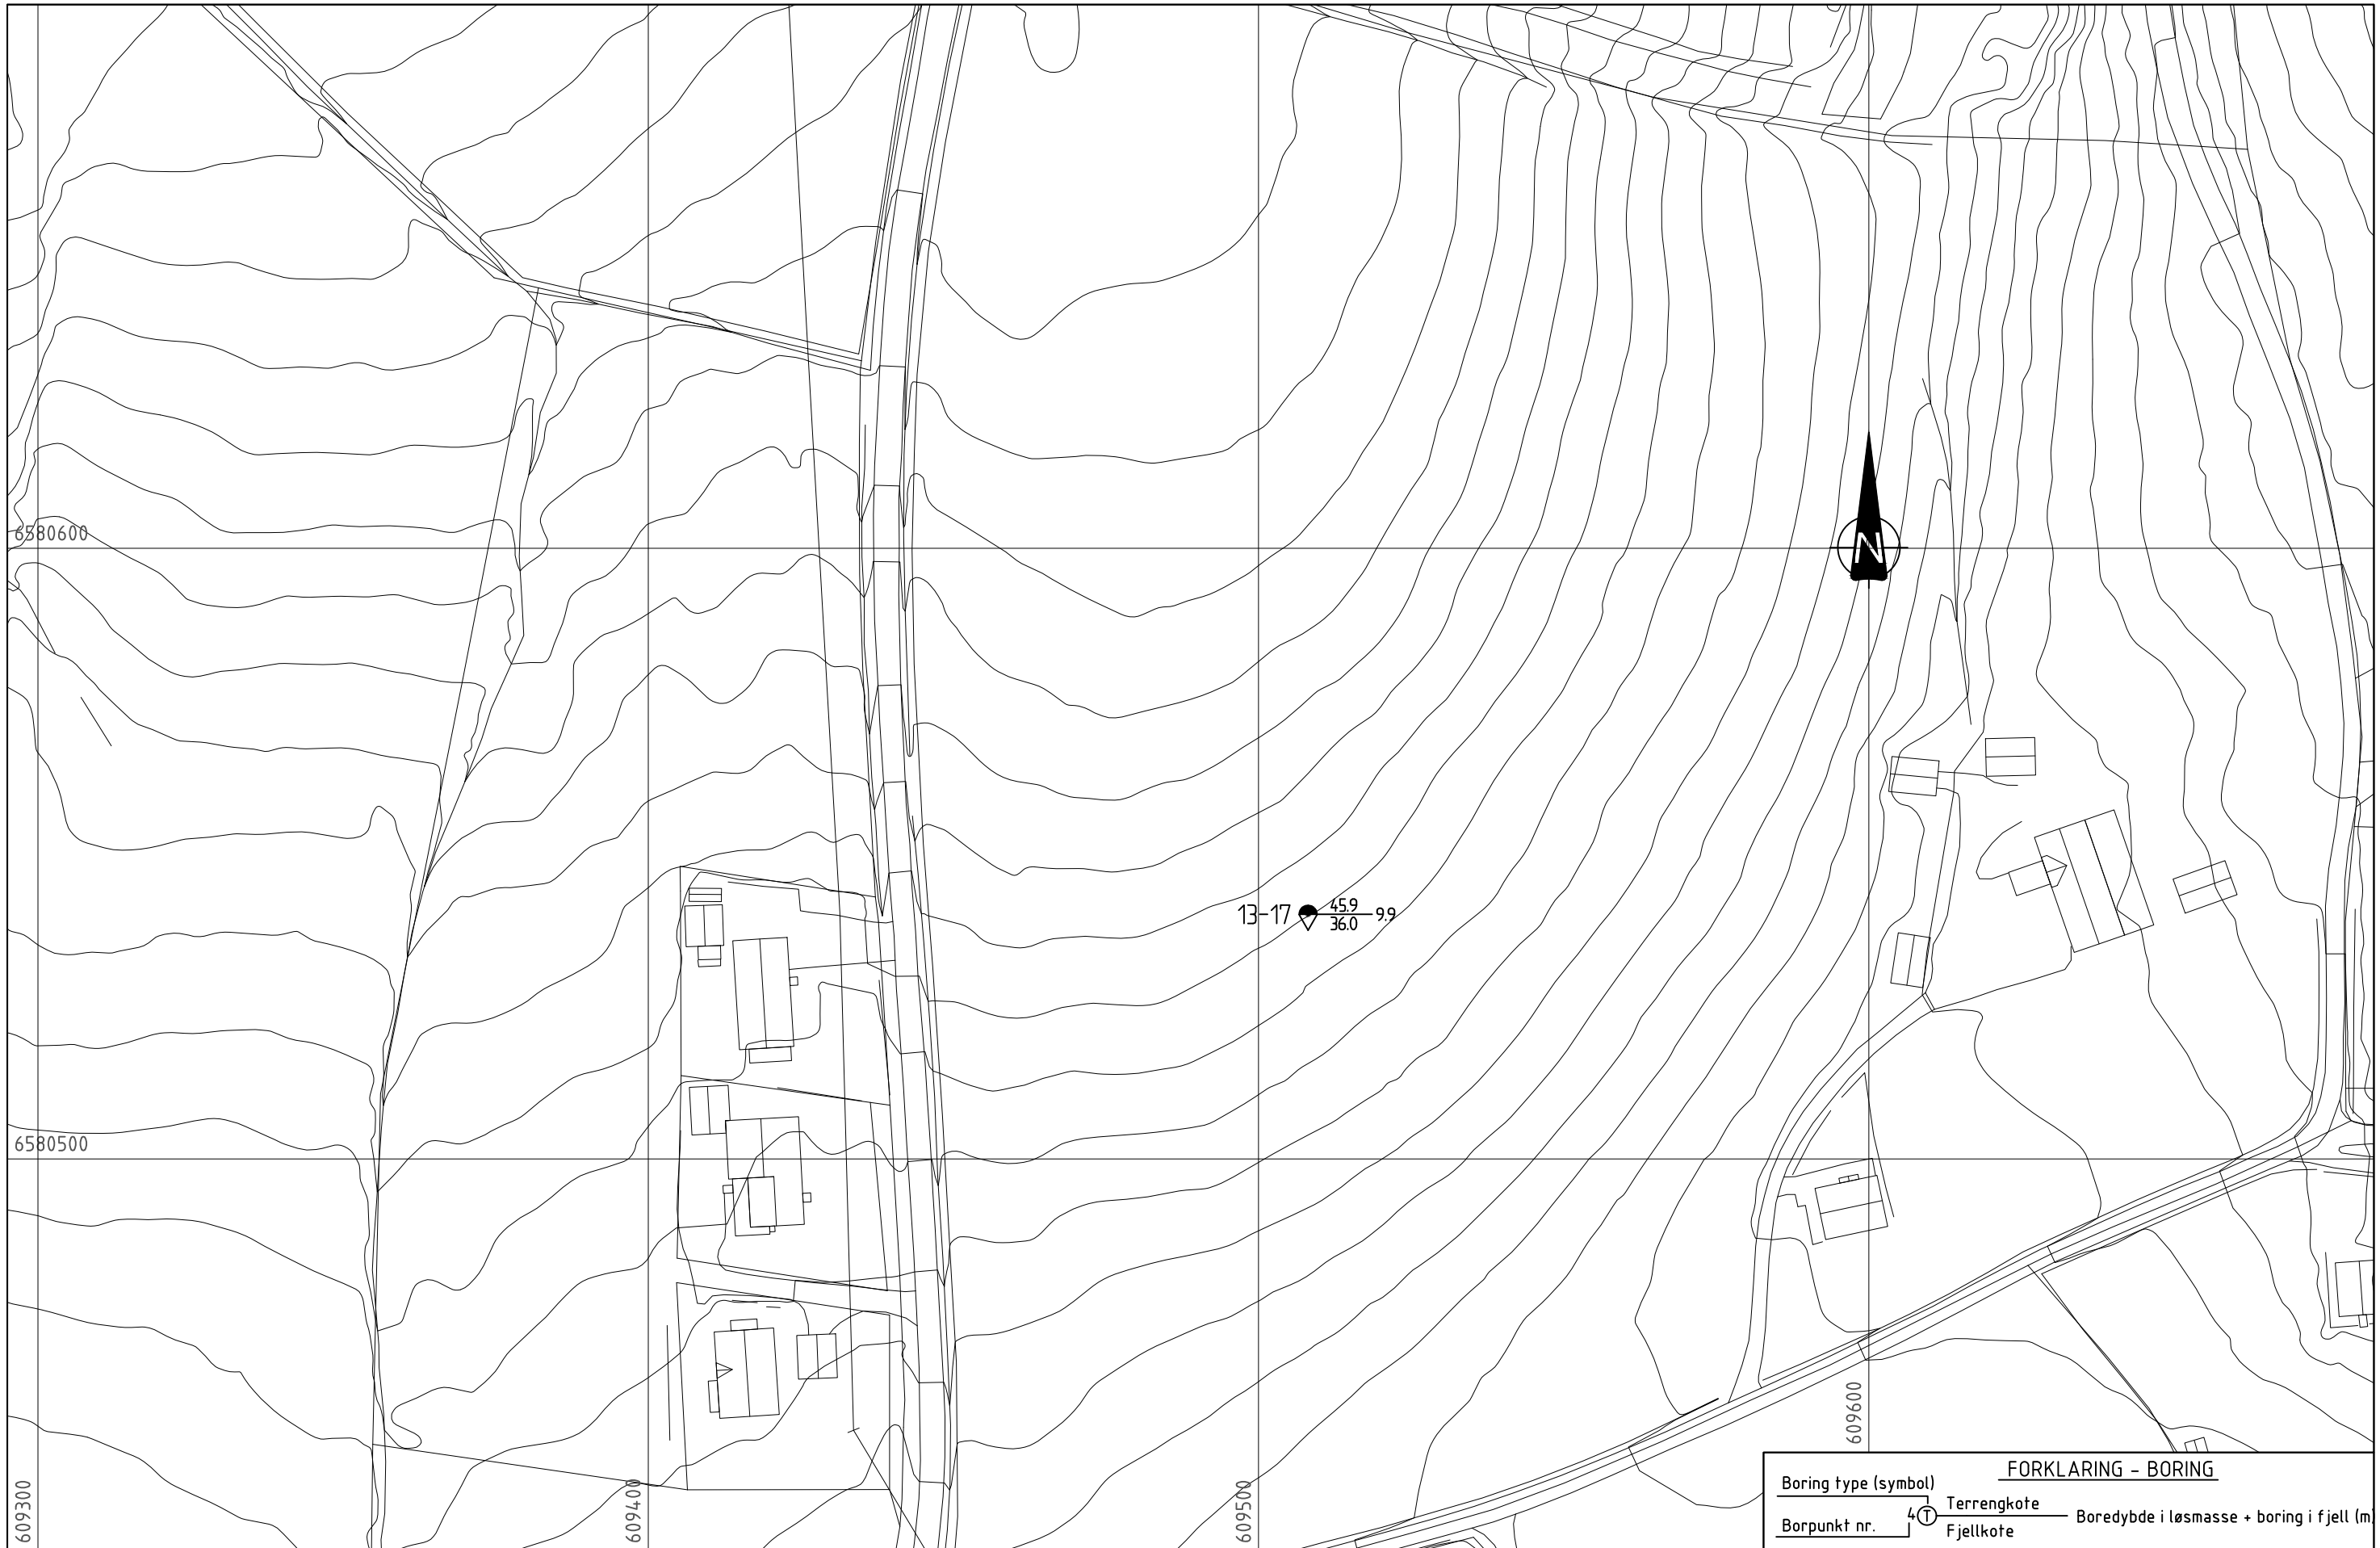 6580600
N
13-17 45.9 9.9
36.0
6580500
609300
609400
609500
609600
FORKLARING - BORING
Boring type (symbol)
Terrengkote
4 T Boredybde i løsmasse + boring i fjell (m
Borpunkt nr.
Fjellkote